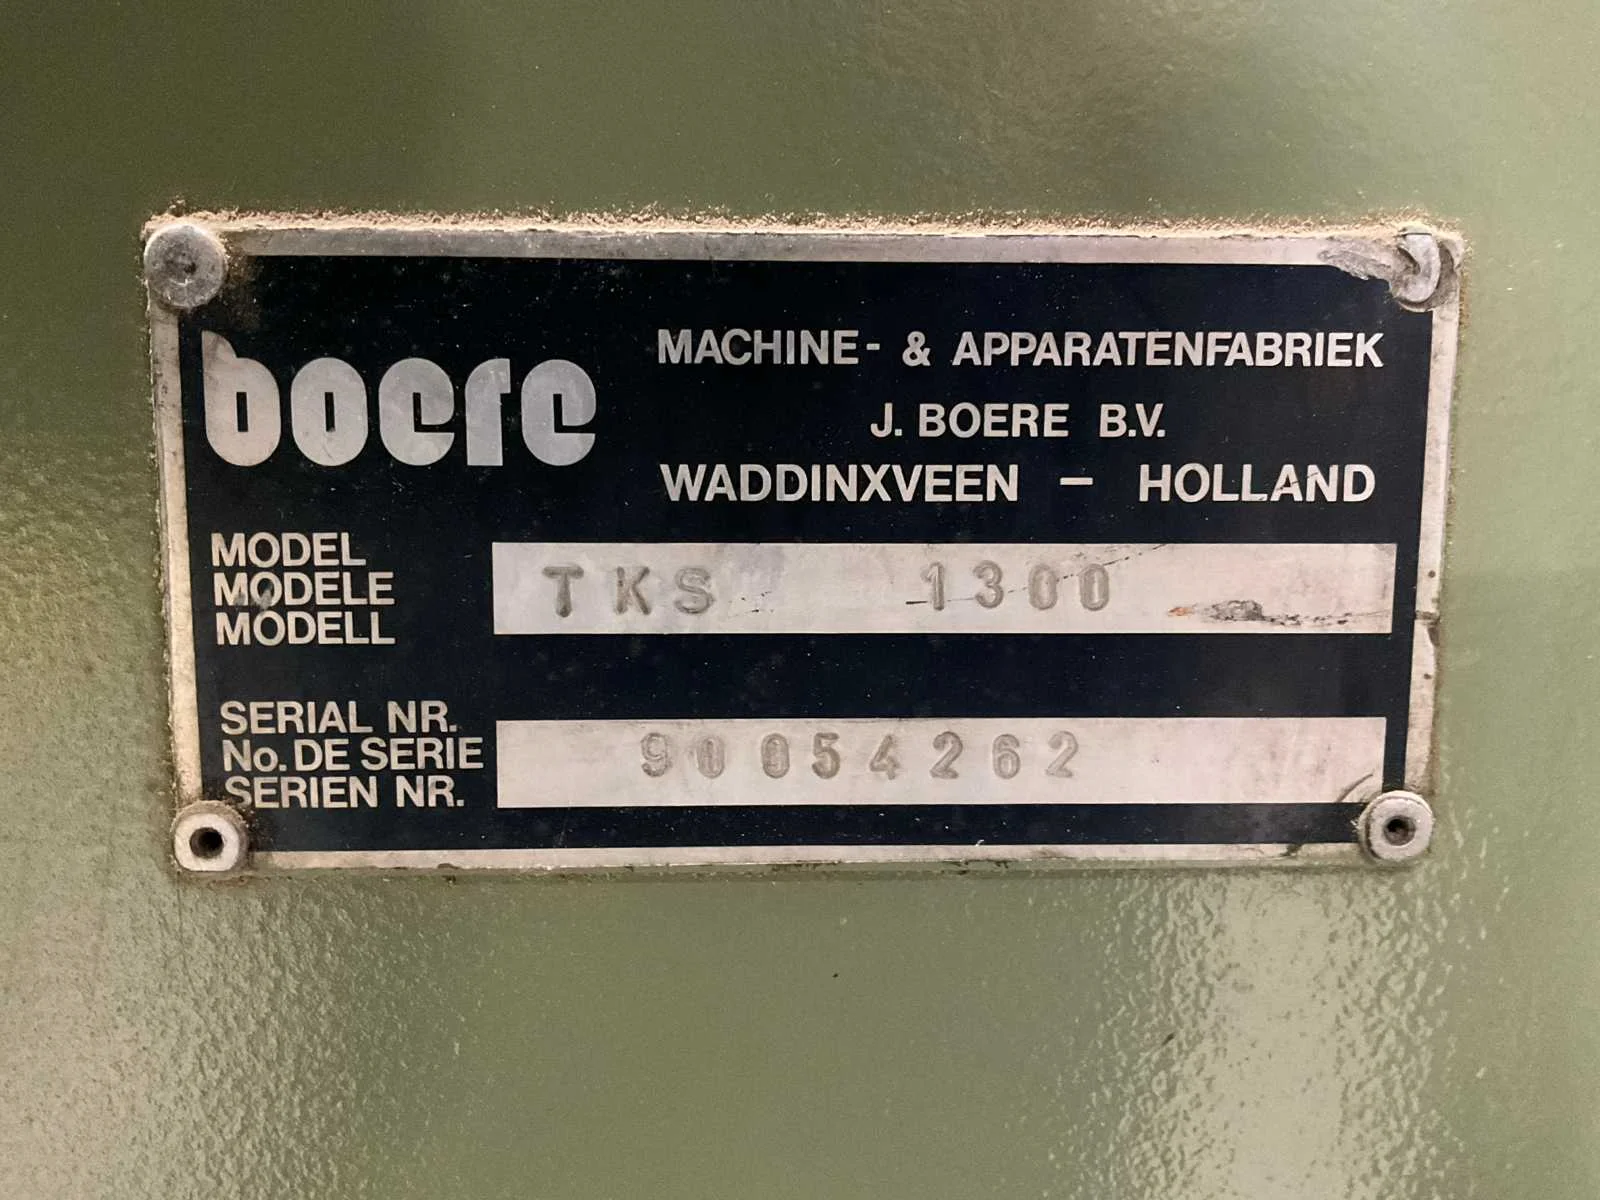 boere
MACHINE- & APPARATENFABRIEK
J. BOERE B.V.
WADDINXVEEN – HOLLAND
MODEL
MODELE
MODELL
TKS 1300
SERIAL NR.
No. DE SERIE
SERIEN NR.
90054262